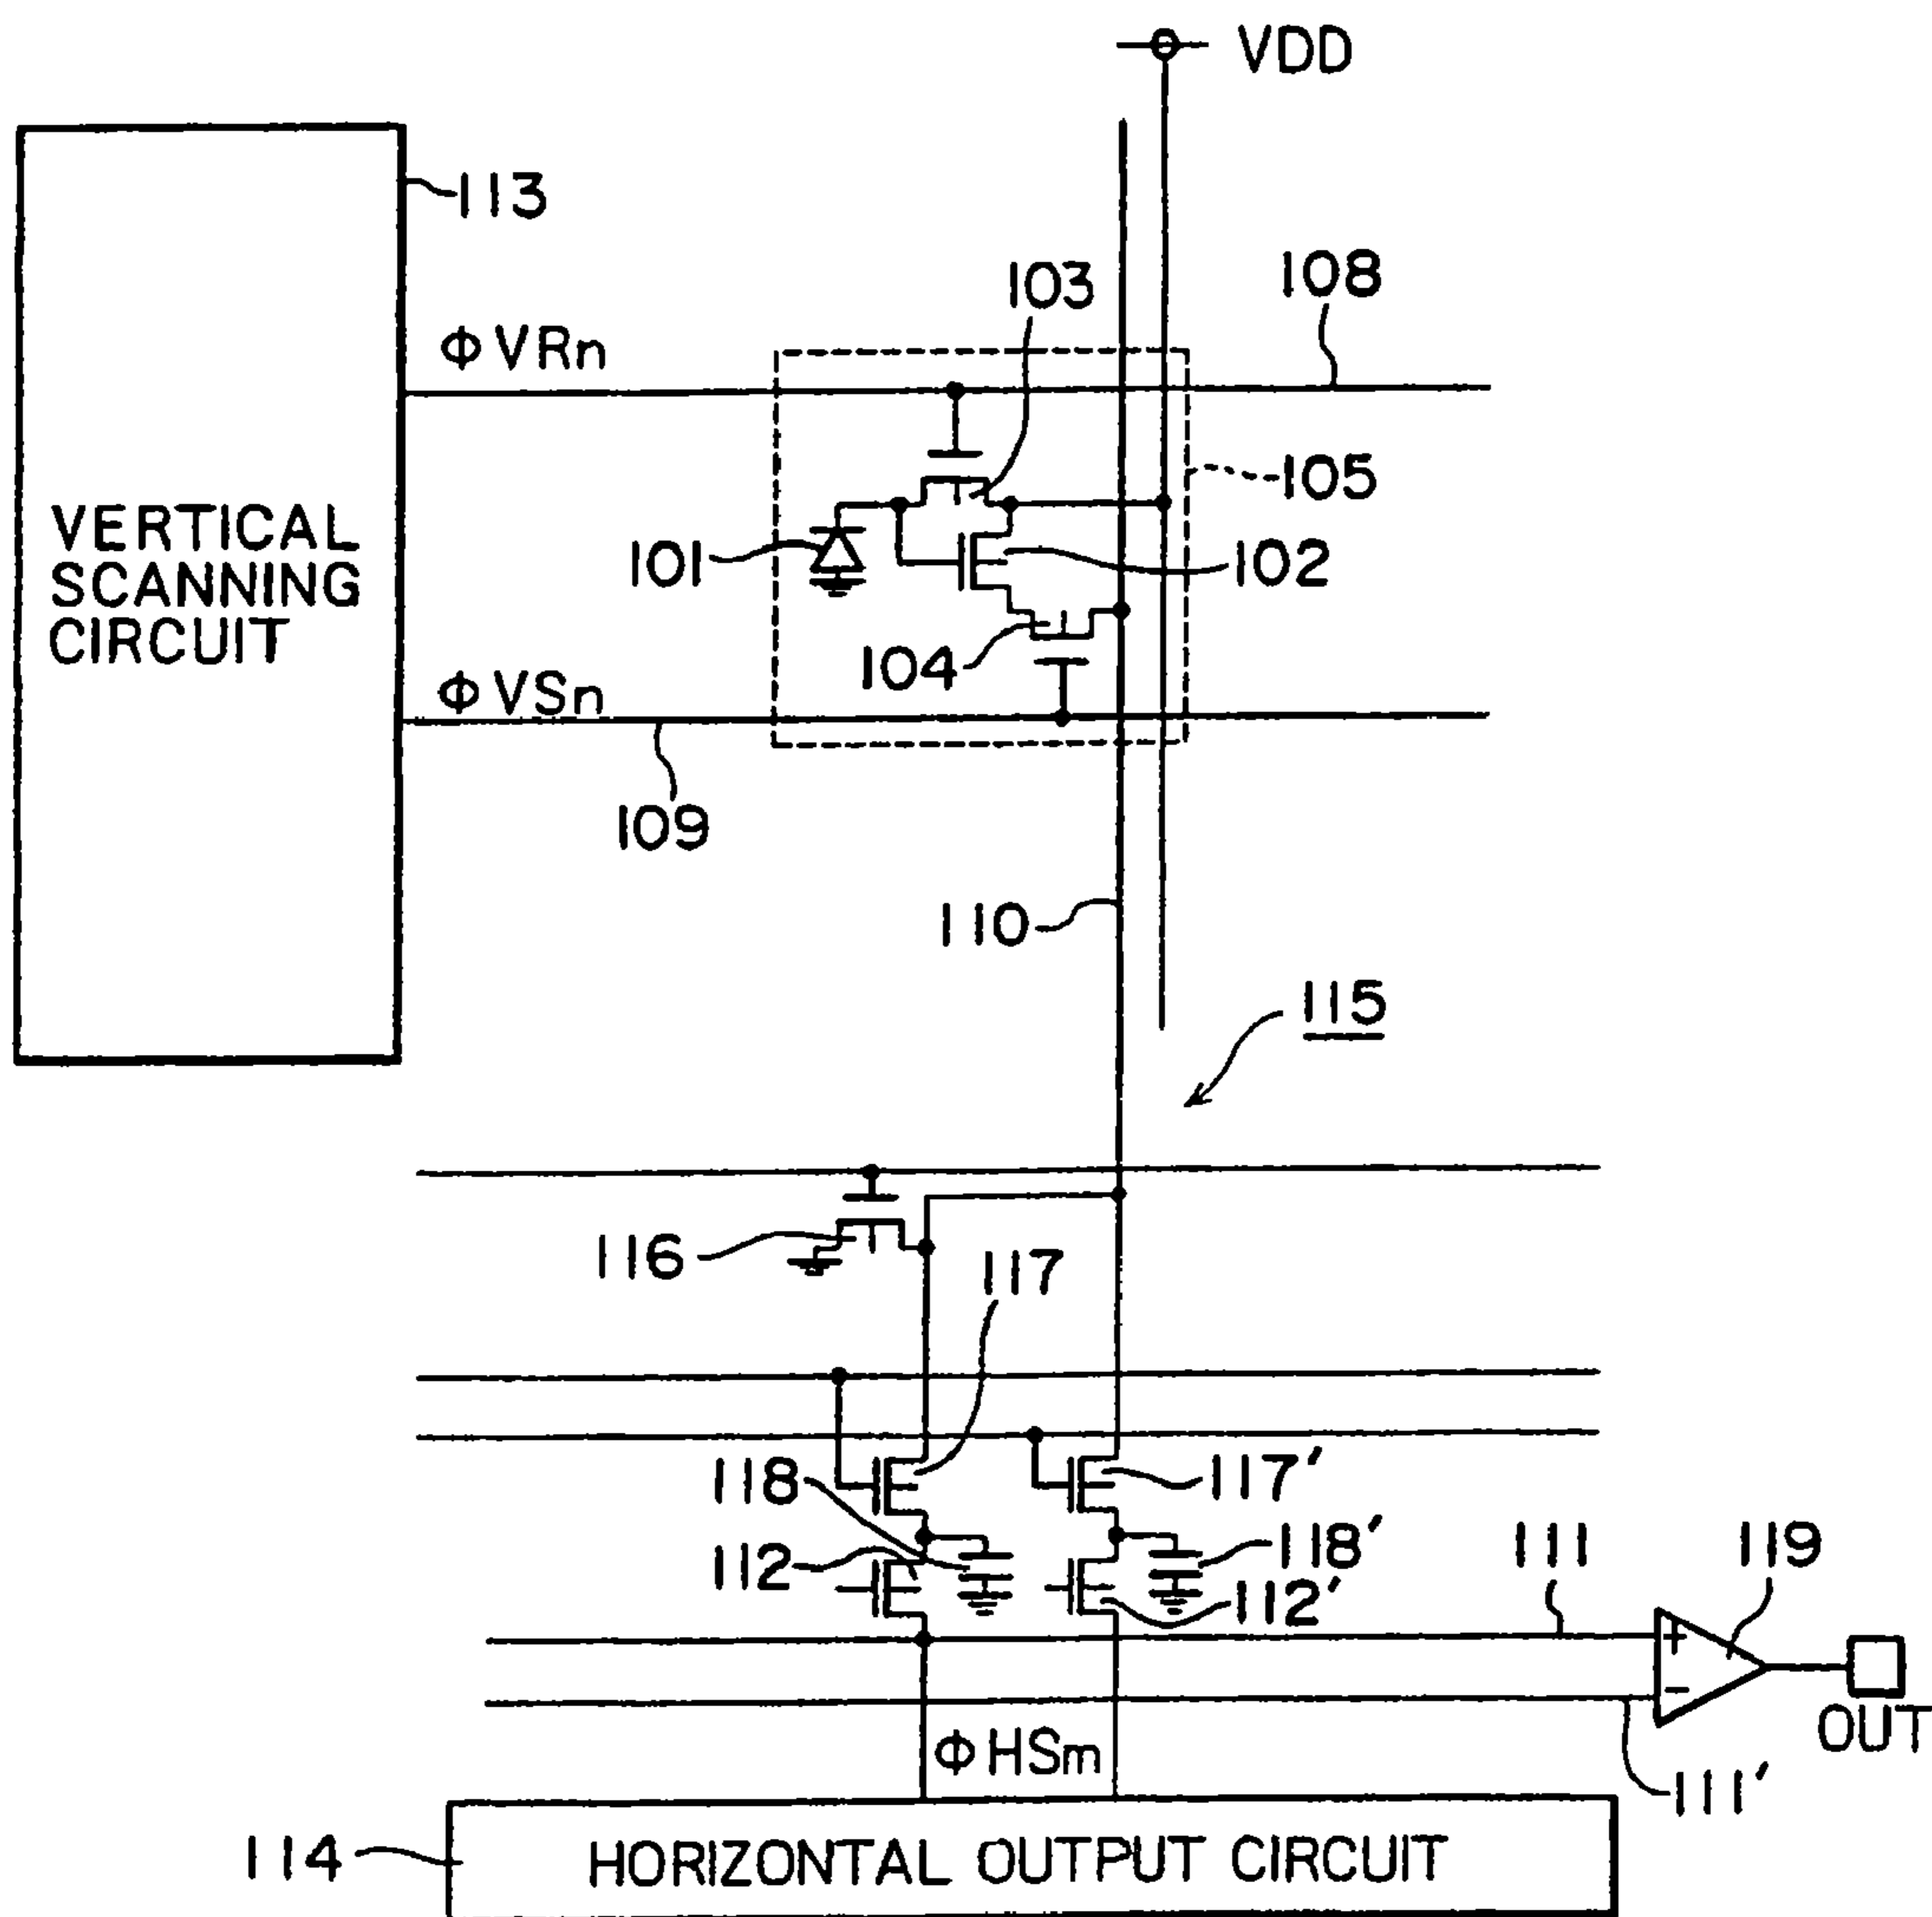 VDD
113
103
108
ΦVRn
105
VERTICAL
SCANNING
CIRCUIT
101
102
104
ΦVSn
109
110
115
116
117
118
117'
112
118'
111
119
112'
+
−
OUT
ΦHSm
111'
114
HORIZONTAL OUTPUT CIRCUIT